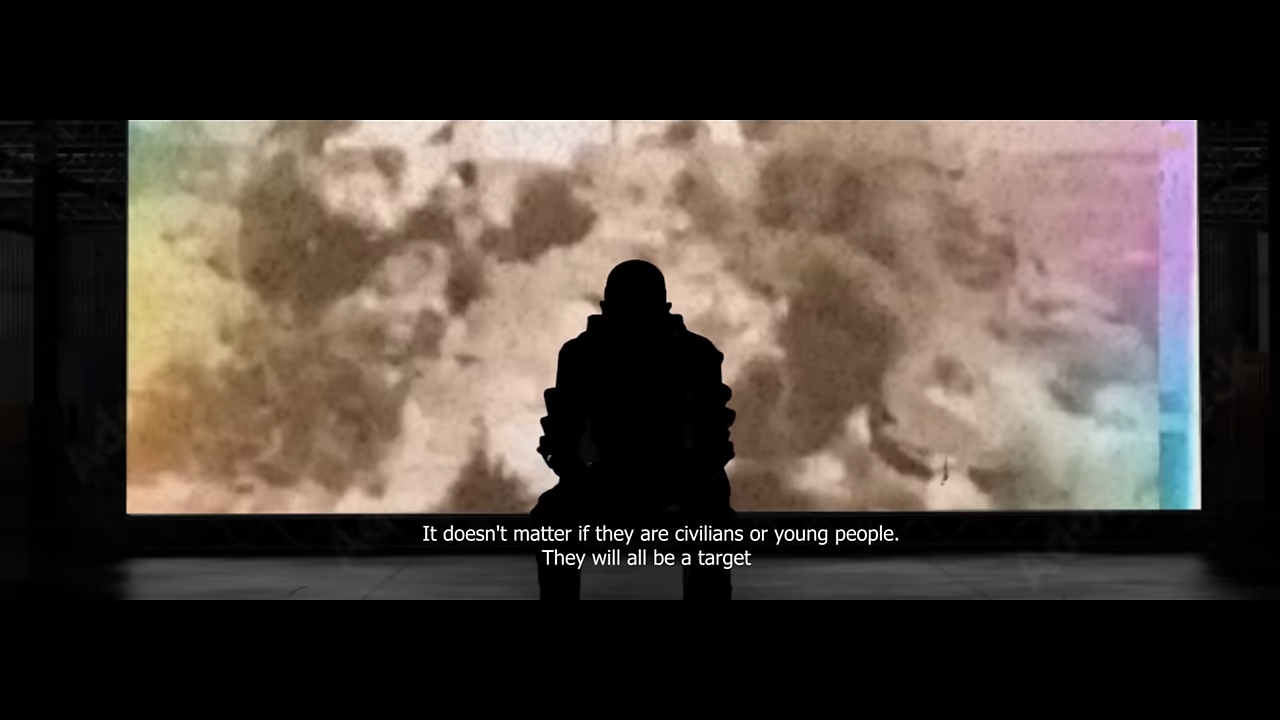 It doesn't matter if they are civilians or young people.
They will all be a target